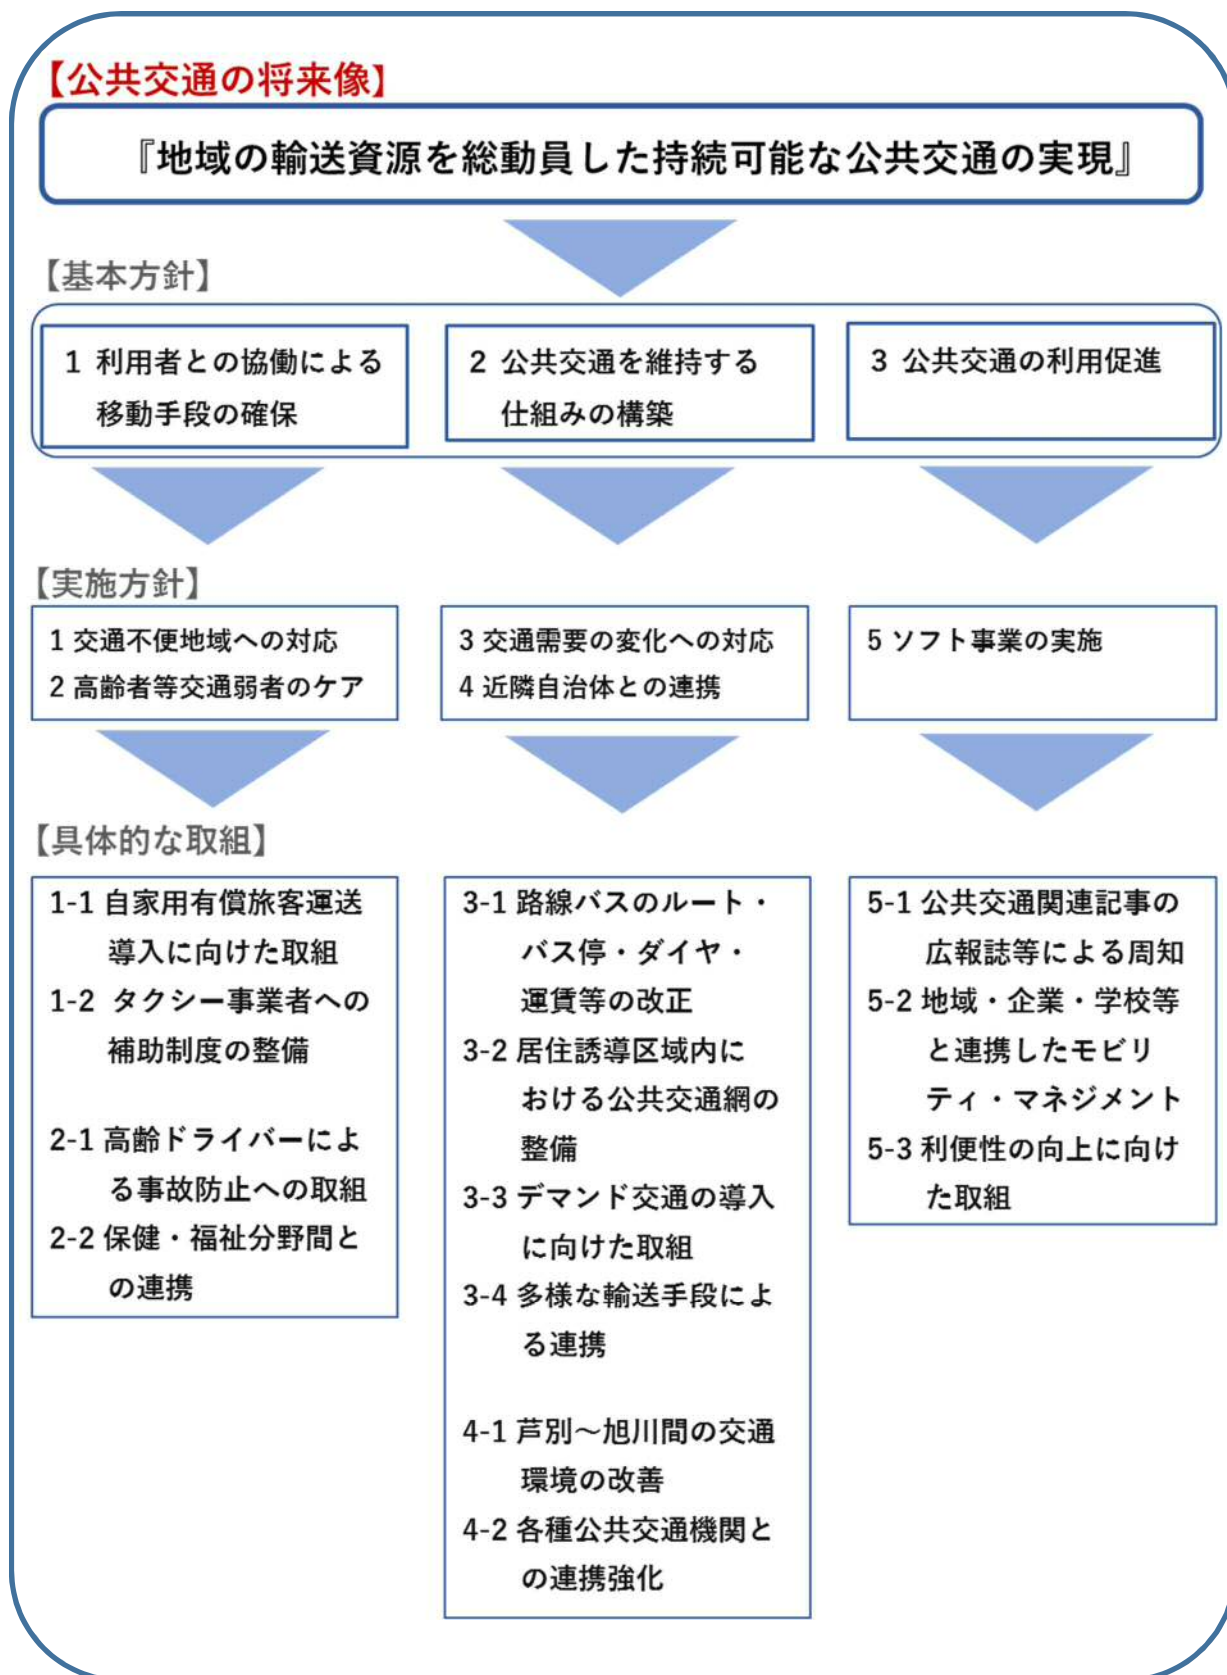 【公共交通の将来像】
『地域の輸送資源を総動員した持続可能な公共交通の実現』
【基本方針】
1 利用者との協働による
移動手段の確保
2 公共交通を維持する
仕組みの構築
3 公共交通の利用促進
【実施方針】
1 交通不便地域への対応
2 高齢者等交通弱者のケア
3 交通需要の変化への対応
4 近隣自治体との連携
5 ソフト事業の実施
【具体的な取組】
1-1 自家用有償旅客運送
導入に向けた取組
1-2 タクシー事業者への
補助制度の整備
2-1 高齢ドライバーによ
る事故防止への取組
2-2 保健・福祉分野間と
の連携
3-1 路線バスのルート・
バス停・ダイヤ・
運賃等の改正
3-2 居住誘導区域内に
おける公共交通網の
整備
3-3 デマンド交通の導入
に向けた取組
3-4 多様な輸送手段によ
る連携
4-1 芦別～旭川間の交通
環境の改善
4-2 各種公共交通機関と
の連携強化
5-1 公共交通関連記事の
広報誌等による周知
5-2 地域・企業・学校等
と連携したモビリ
ティ・マネジメント
5-3 利便性の向上に向け
た取組